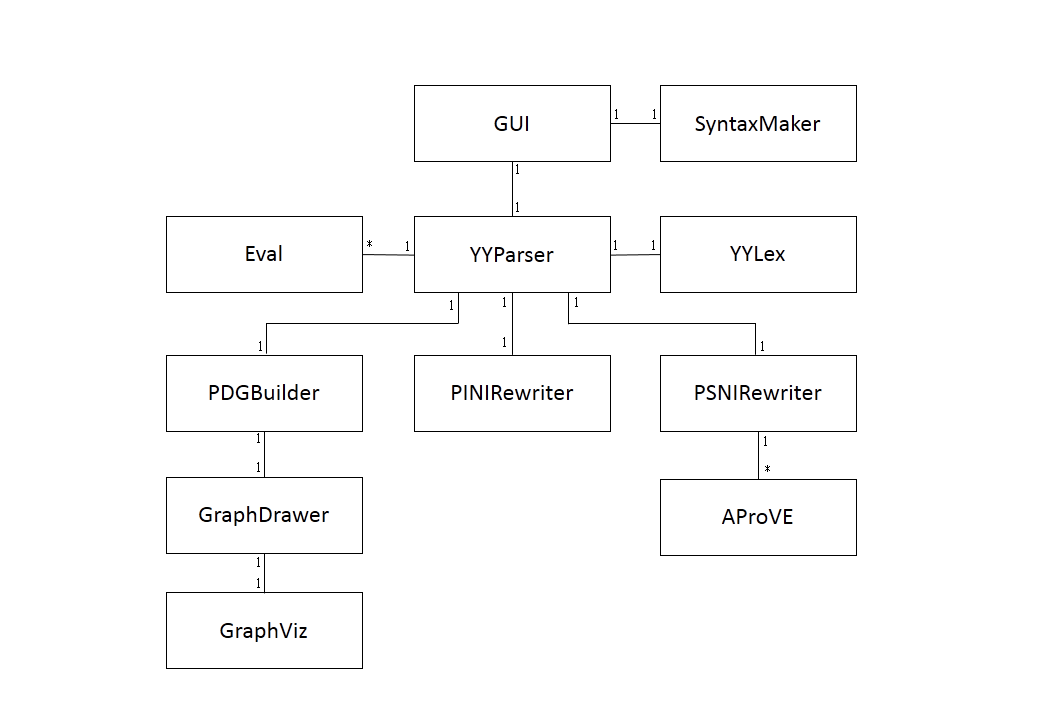 GUI
1 1
SyntaxMaker
1
1
Eval
* 1
YYParser
1 1
YYLex
1 1 1
1 1 1
PDGBuilder
PINIRewriter
PSNIRewriter
1 1
1 *
GraphDrawer
AProVE
1
1
GraphViz